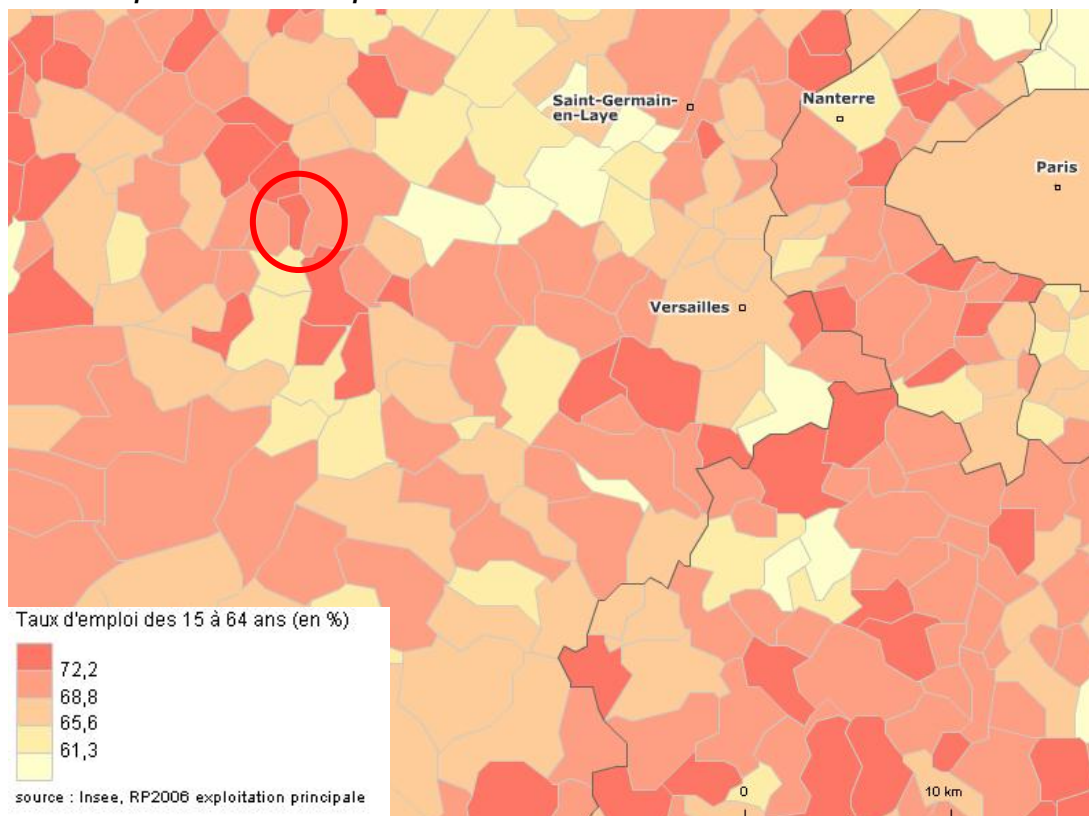 Saint-Germain-
en-Laye
Nanterre
Paris
Versailles
Taux d'emploi des 15 à 64 ans (en %)
72,2
68,8
65,6
61,3
source : Insee, RP2006 exploitation principale
0
10 km